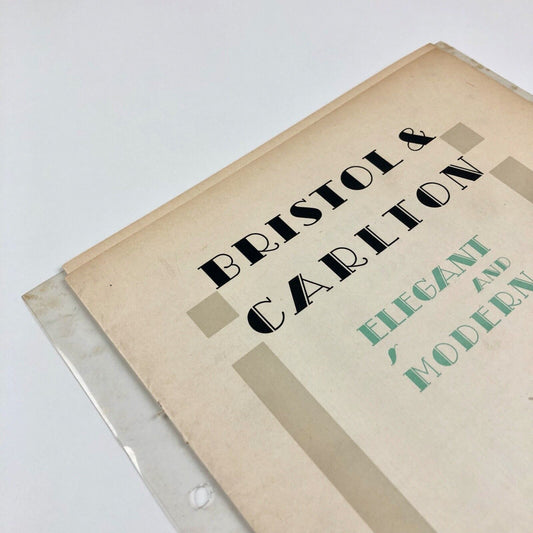 BRISTOL &
CARLTON
ELEGANT
AND
MODERN